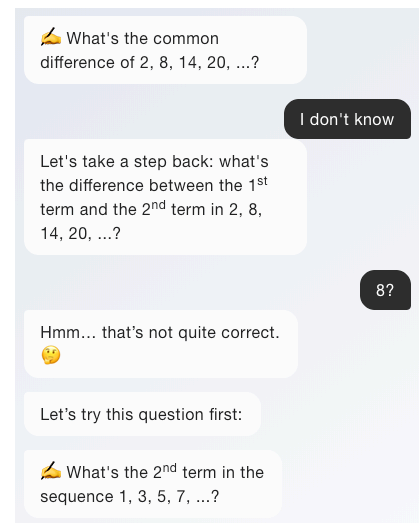 ✍️ What's the common
difference of 2, 8, 14, 20, ...?
I don't know
Let's take a step back: what's
the difference between the 1st
term and the 2nd term in 2, 8,
14, 20, ...?
8?
Hmm… that’s not quite correct.
🤔
Let’s try this question first:
✍️ What's the 2nd term in the
sequence 1, 3, 5, 7, ...?